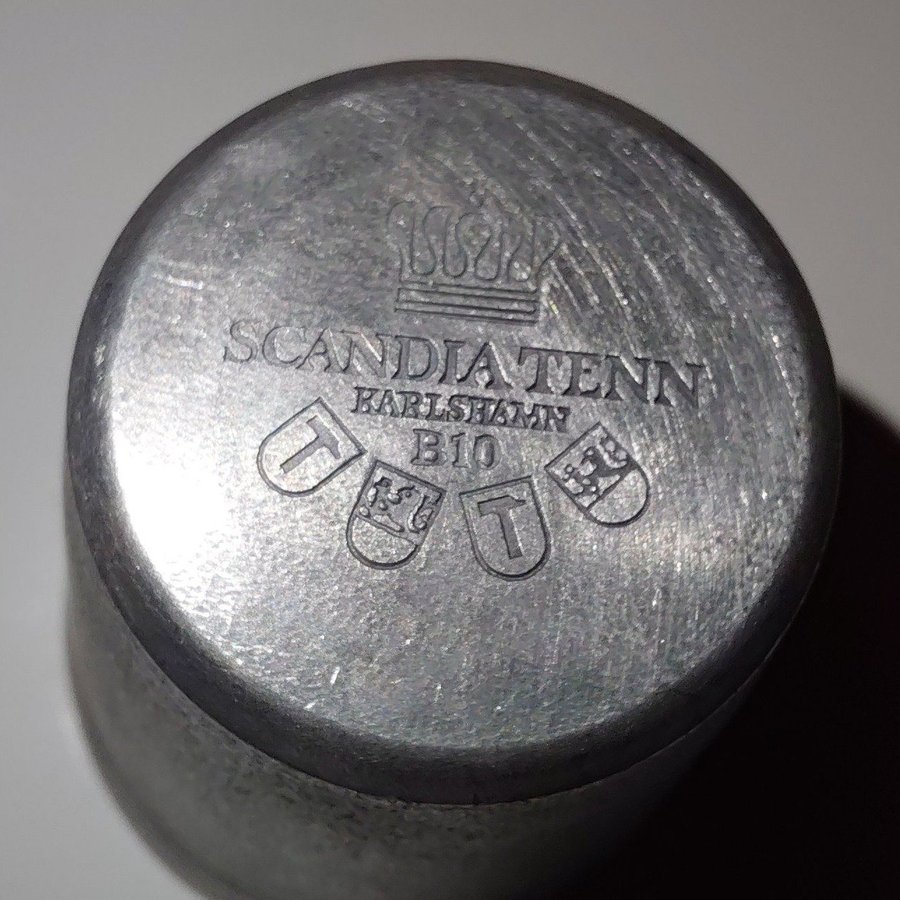 SCANDIA TENN
KARLSHAMN
B10
T T